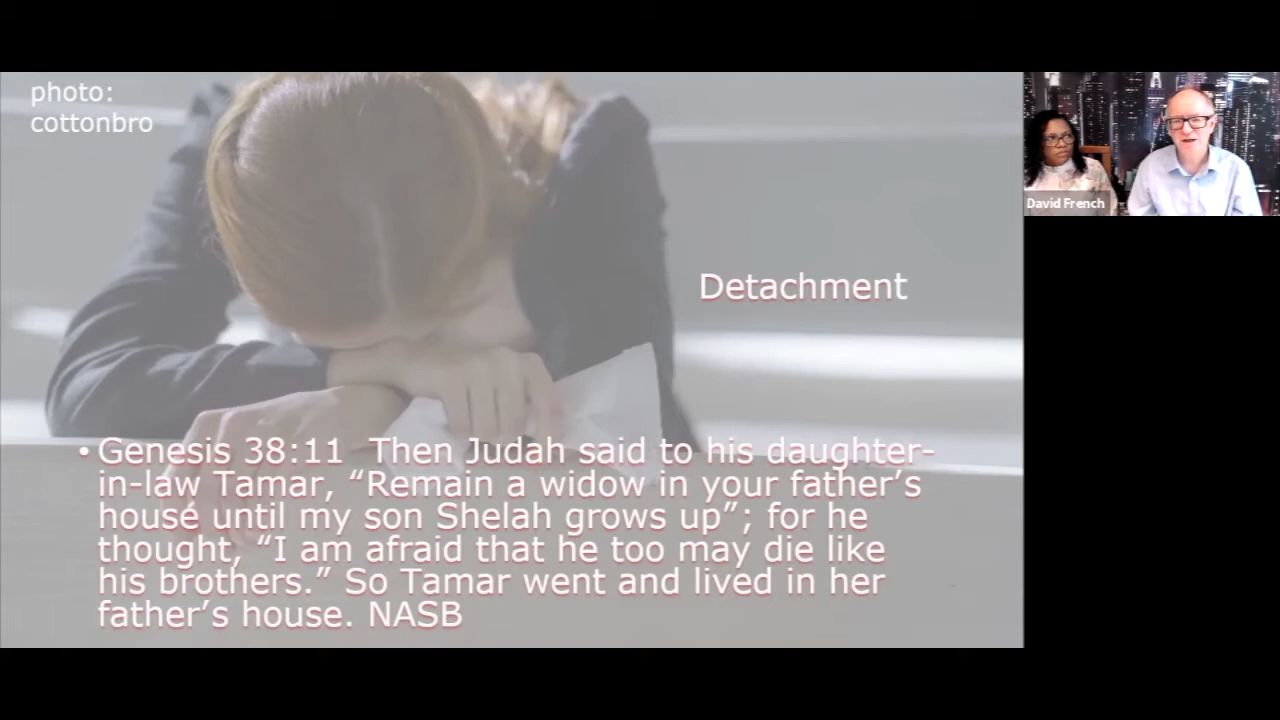 photo:
cottonbro
David French
Detachment
• Genesis 38:11  Then Judah said to his daughter-
in-law Tamar, “Remain a widow in your father’s
house until my son Shelah grows up”; for he
thought, “I am afraid that he too may die like
his brothers.” So Tamar went and lived in her
father’s house. NASB